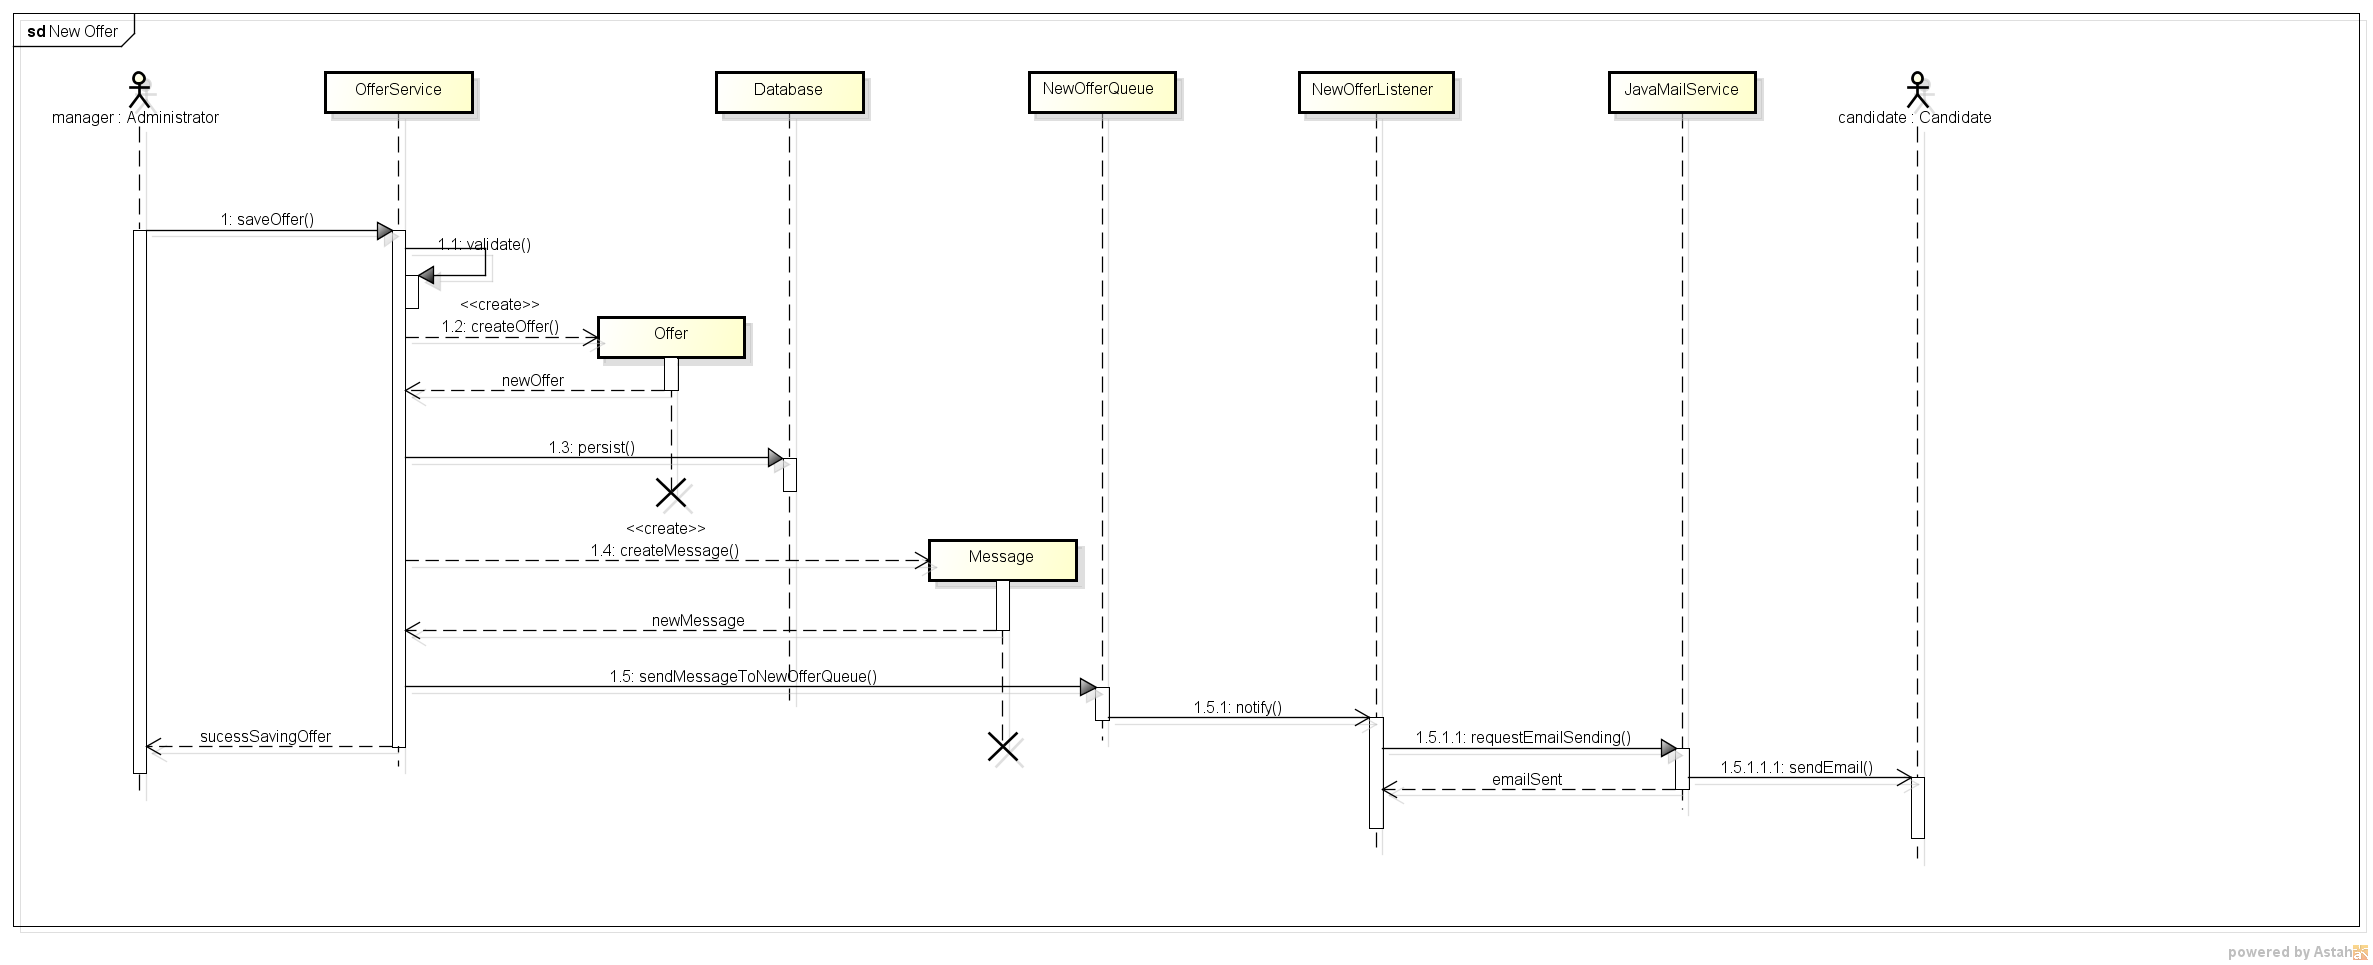 sd New Offer
manager : Administrator
OfferService
Database
NewOfferQueue
NewOfferListener
JavaMailService
candidate : Candidate
1: saveOffer()
1.1: validate()
<<create>>
1.2: createOffer()
Offer
newOffer
1.3: persist()
<<create>>
1.4: createMessage()
Message
newMessage
1.5: sendMessageToNewOfferQueue()
1.5.1: notify()
sucessSavingOffer
1.5.1.1: requestEmailSending()
1.5.1.1.1: sendEmail()
emailSent
powered by Astah